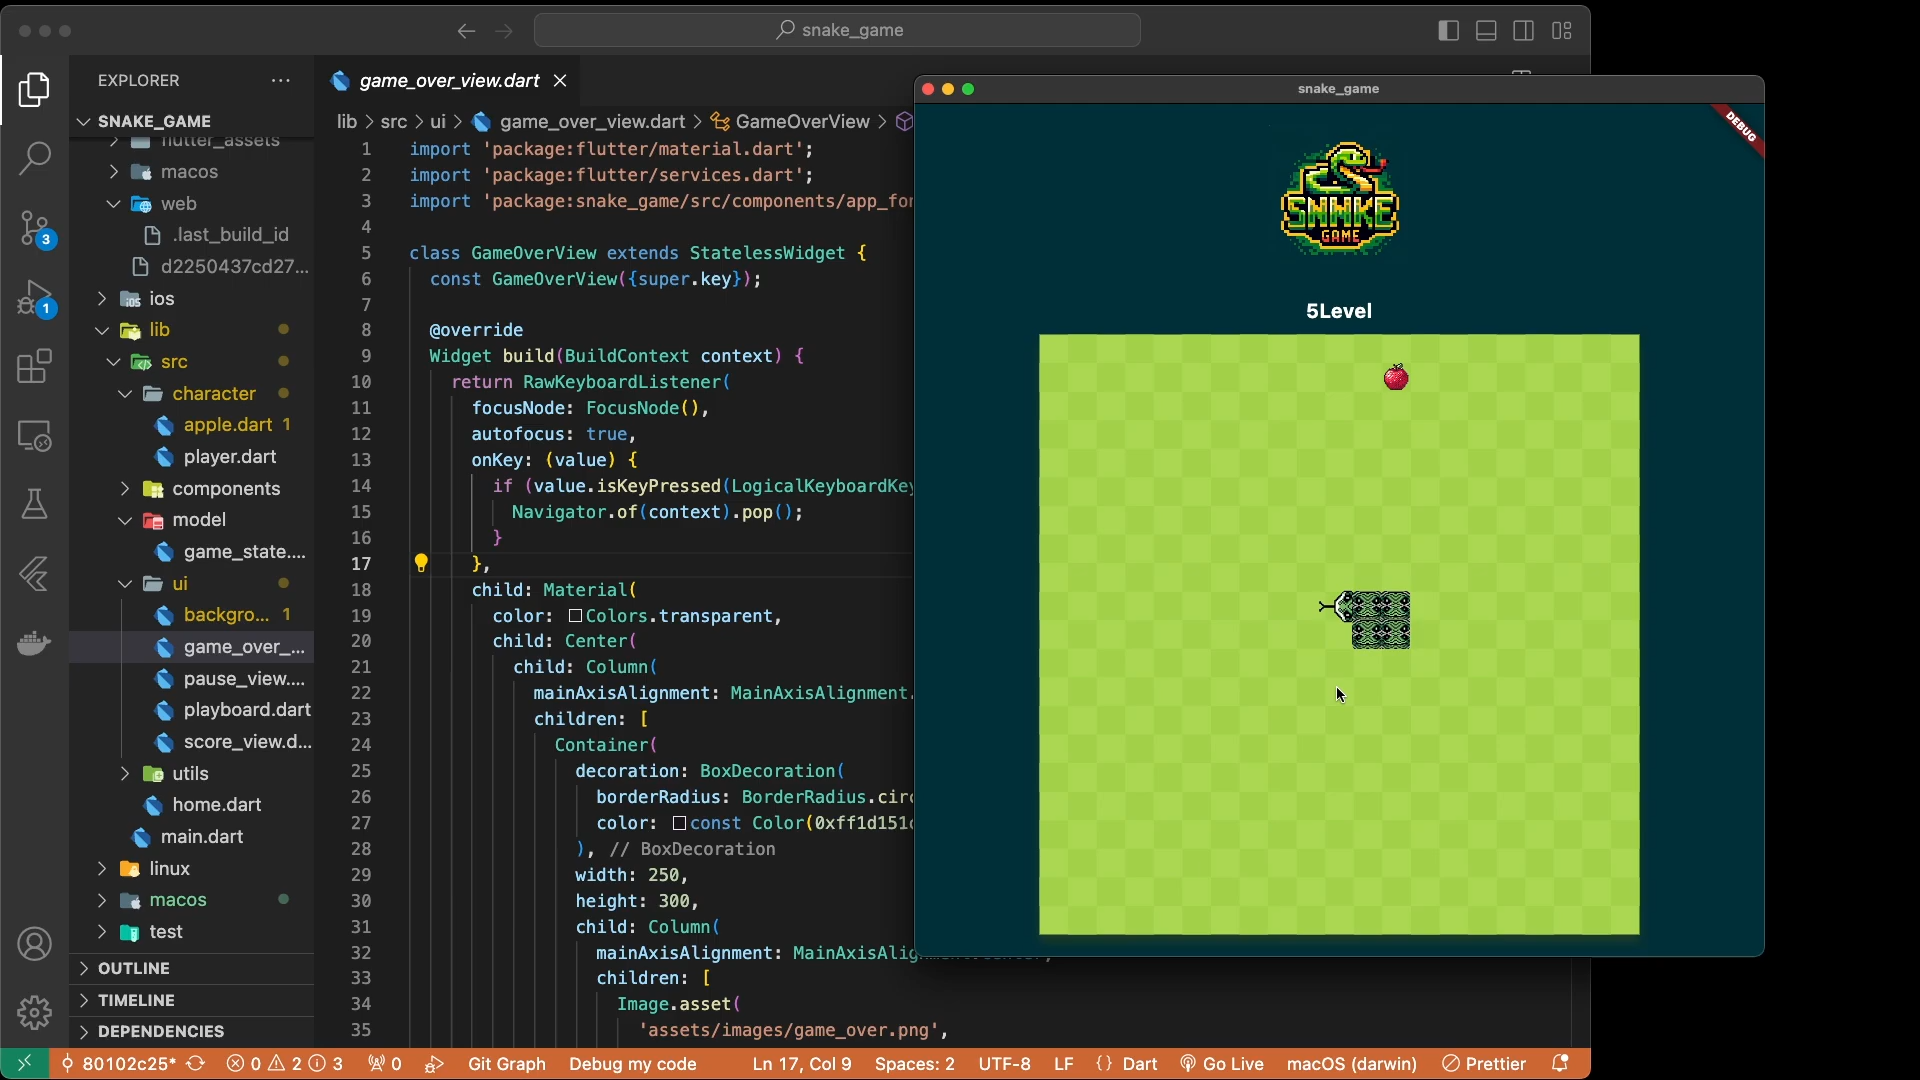 snake_game
EXPLORER
SNAKE_GAME
flutter_assets
macos
web
.last_build_id
d2250437cd27...
ios
lib
src
character
apple.dart 1
player.dart
components
model
game_state....
ui
backgro... 1
game_over_...
pause_view....
playboard.dart
score_view.d...
utils
home.dart
main.dart
linux
macos
test
OUTLINE
TIMELINE
DEPENDENCIES
3
1
game_over_view.dart
lib > src > ui > game_over_view.dart > GameOverView >
1 import 'package:flutter/material.dart';
2 import 'package:flutter/services.dart';
3 import 'package:snake_game/src/components/app_for
4
5 class GameOverView extends StatelessWidget {
6 const GameOverView({super.key});
7
8 @override
9 Widget build(BuildContext context) {
10 return RawKeyboardListener(
11 focusNode: FocusNode(),
12 autofocus: true,
13 onKey: (value) {
14 if (value.isKeyPressed(LogicalKeyboardKey
15 Navigator.of(context).pop();
16 }
17 },
18 child: Material(
19 color: Colors.transparent,
20 child: Center(
21 child: Column(
22 mainAxisAlignment: MainAxisAlignment.
23 children: [
24 Container(
25 decoration: BoxDecoration(
26 borderRadius: BorderRadius.circ
27 color: const Color(0xff1d151c
28 ), // BoxDecoration
29 width: 250,
30 height: 300,
31 child: Column(
32 mainAxisAlignment:
33 children: [
34 Image.asset(
35 'assets/images/game_over.png',
snake_game
DEBUG
SNAKE
GAME
5Level
80102c25* 0 2 3 0 Git Graph Debug my code Ln 17, Col 9 Spaces: 2 UTF-8 LF {} Dart Go Live macOS (darwin) Prettier